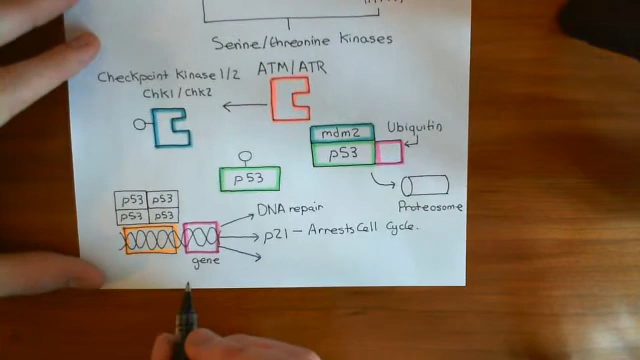 Serine/threonine Kinases
Checkpoint Kinase 1/2
Chk1/Chk2
ATM/ATR
mdm2
p53
Ubiquitin
Proteosome
p53
p53 p53
p53 p53
gene
DNA repair
p21 - Arrests Cell Cycle.